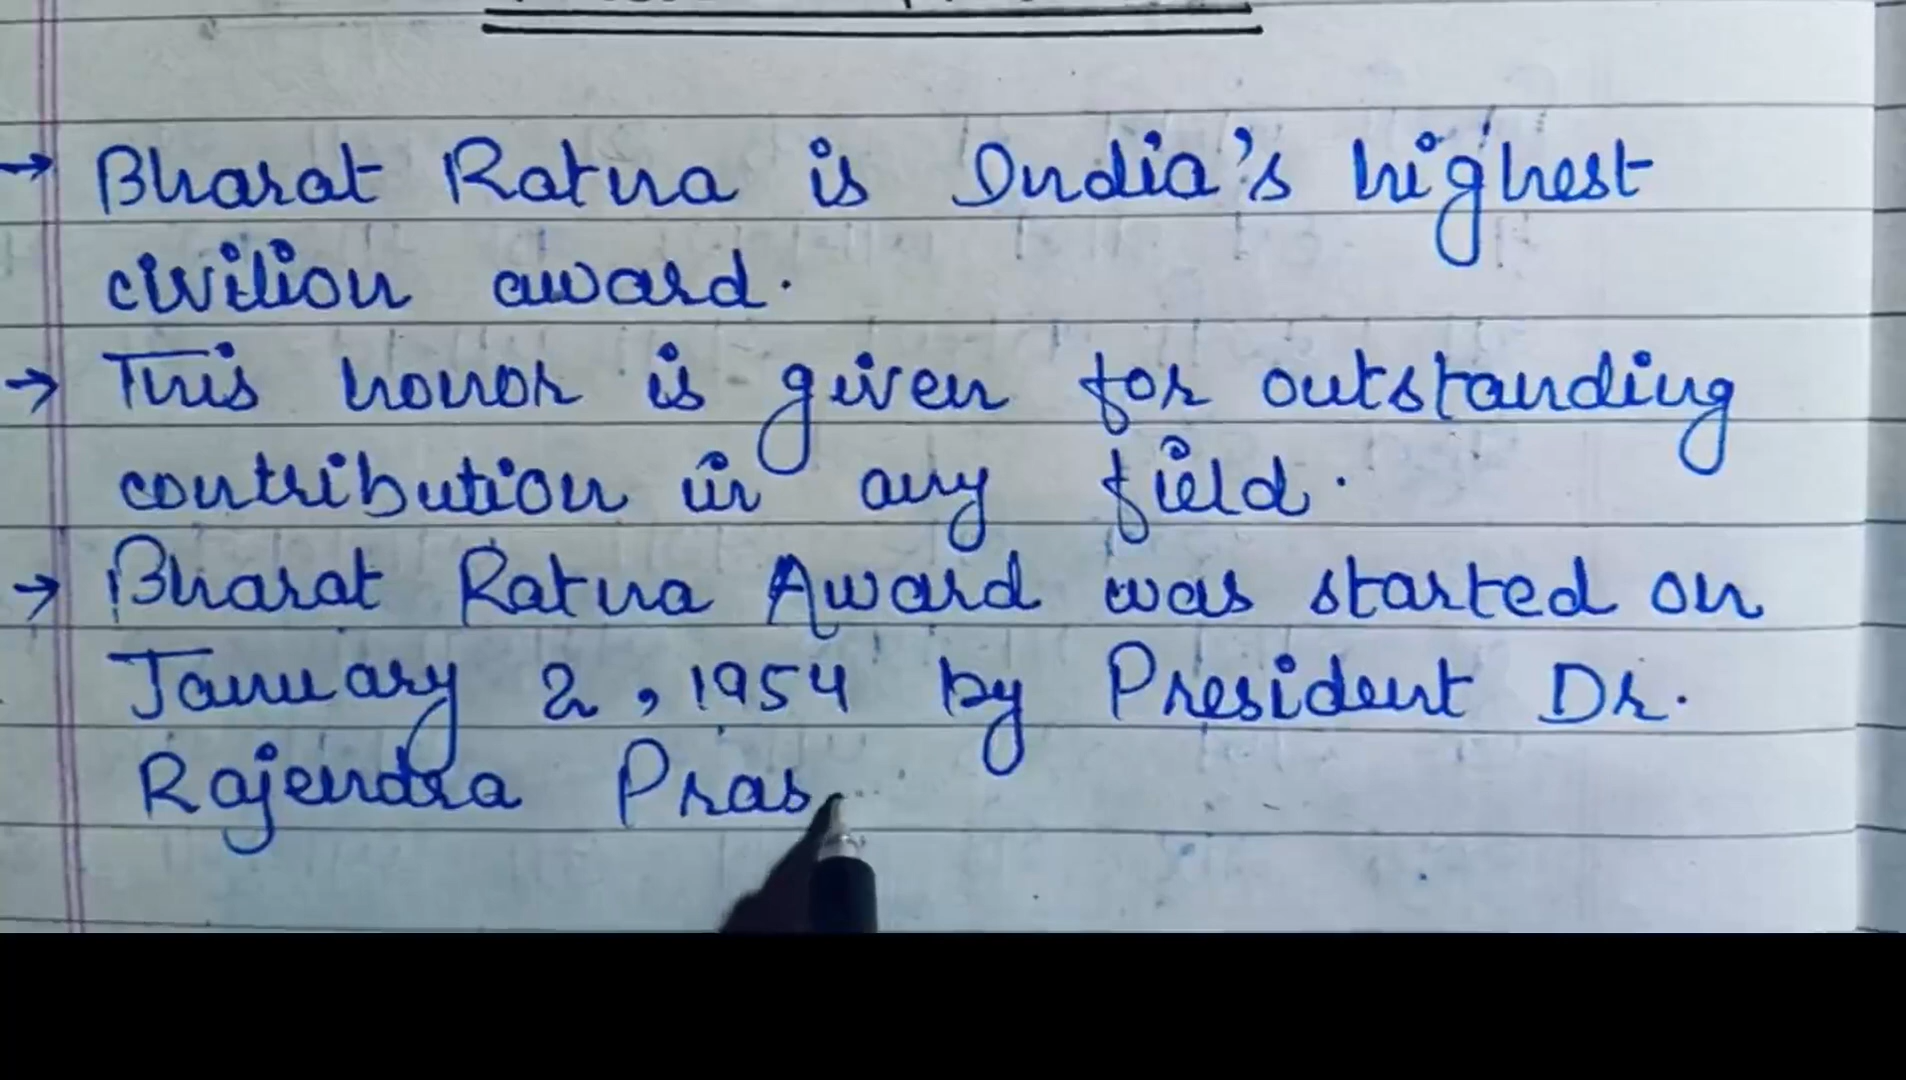 → Bharat Ratna is India's highest
civilian award.
→ This honor is given for outstanding
contribution in any field.
→ Bharat Ratna Award was started on
January 2, 1954 by President Dr.
Rajendra Pras